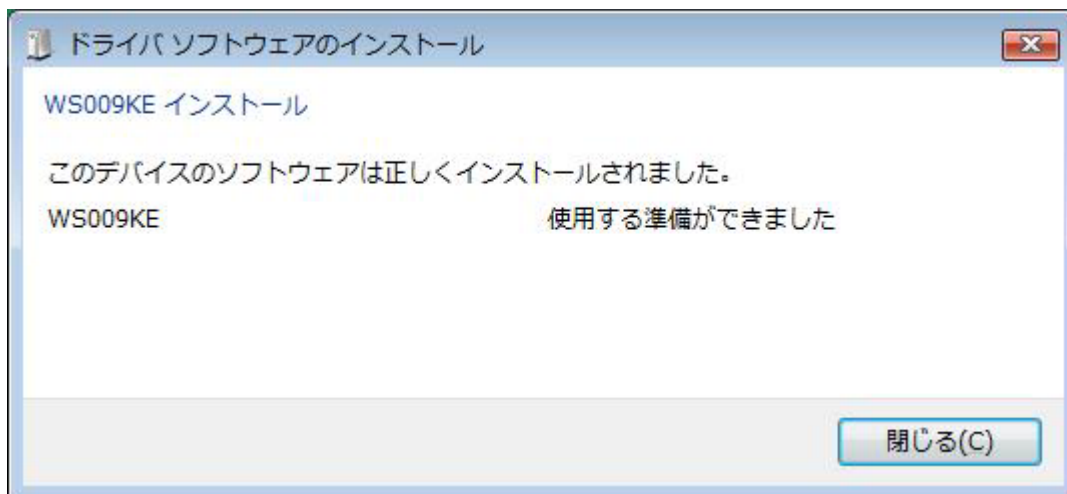 ドライバ ソフトウェアのインストール
WS009KE インストール
このデバイスのソフトウェアは正しくインストールされました。
WS009KE 使用する準備ができました
閉じる(C)